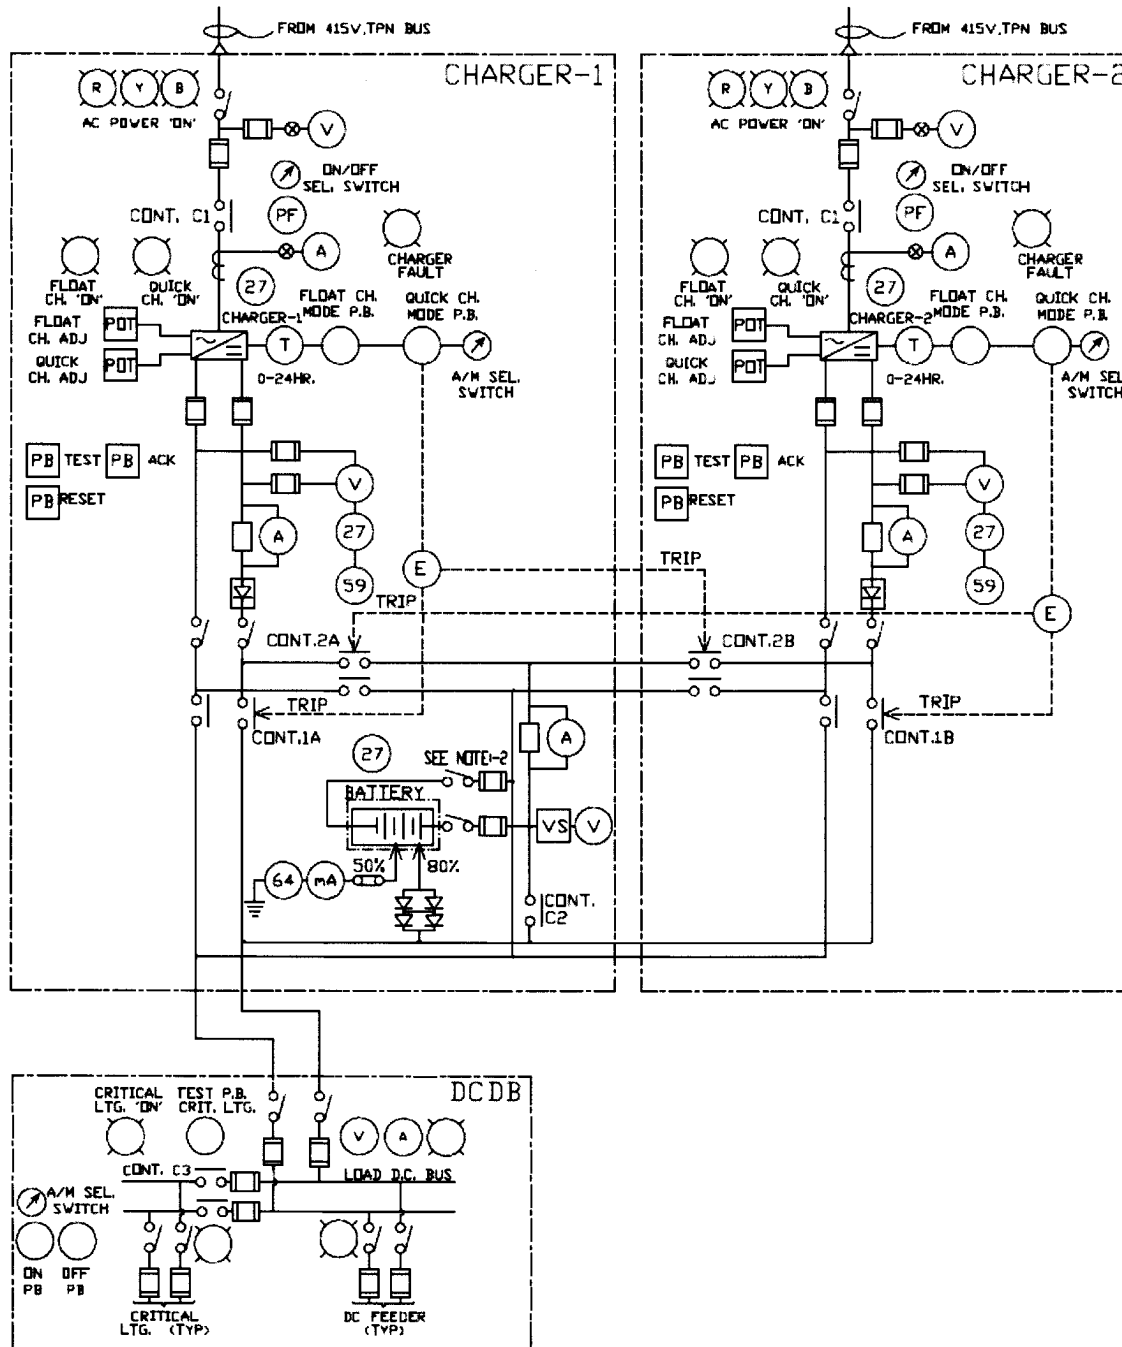 FROM 415V,TPN BUS
FROM 415V,TPN BUS
CHARGER-1
R Y B
AC POWER 'ON'
V
ON/OFF
SEL. SWITCH
CONT. C1
PF
A
CHARGER
FAULT
FLOAT
CH. 'ON'
QUICK
CH. 'ON'
27
FLOAT CH.
MODE P.B.
QUICK CH.
MODE P.B.
FLOAT
CH. ADJ
POT
CHARGER-1
QUICK
CH. ADJ
POT
T
0-24HR.
A/M SEL.
SWITCH
PB TEST PB ACK
PB RESET
V
A
27
59
E
TRIP
TRIP
CONT.2A
TRIP
CONT.1A
27
SEE NOTE:-2
A
BATTERY
VS V
64 mA 50% 80%
CONT.
C2
CHARGER-2
R Y B
AC POWER 'ON'
V
ON/OFF
SEL. SWITCH
CONT. C1
PF
A
CHARGER
FAULT
FLOAT
CH. 'ON'
QUICK
CH. 'ON'
27
FLOAT CH.
MODE P.B.
QUICK CH.
MODE P.B.
FLOAT
CH. ADJ
POT
CHARGER-2
QUICK
CH. ADJ
POT
T
0-24HR.
A/M SEL
SWITCH
PB TEST PB ACK
PB RESET
V
A
27
59
E
CONT.2B
TRIP
CONT.1B
DCDB
CRITICAL
LTG. 'ON'
TEST P.B.
CRIT. LTG.
V A
CONT. C3
LOAD D.C. BUS
A/M SEL.
SWITCH
ON
PB
OFF
PB
CRITICAL
LTG. (TYP)
DC FEEDER
(TYP)